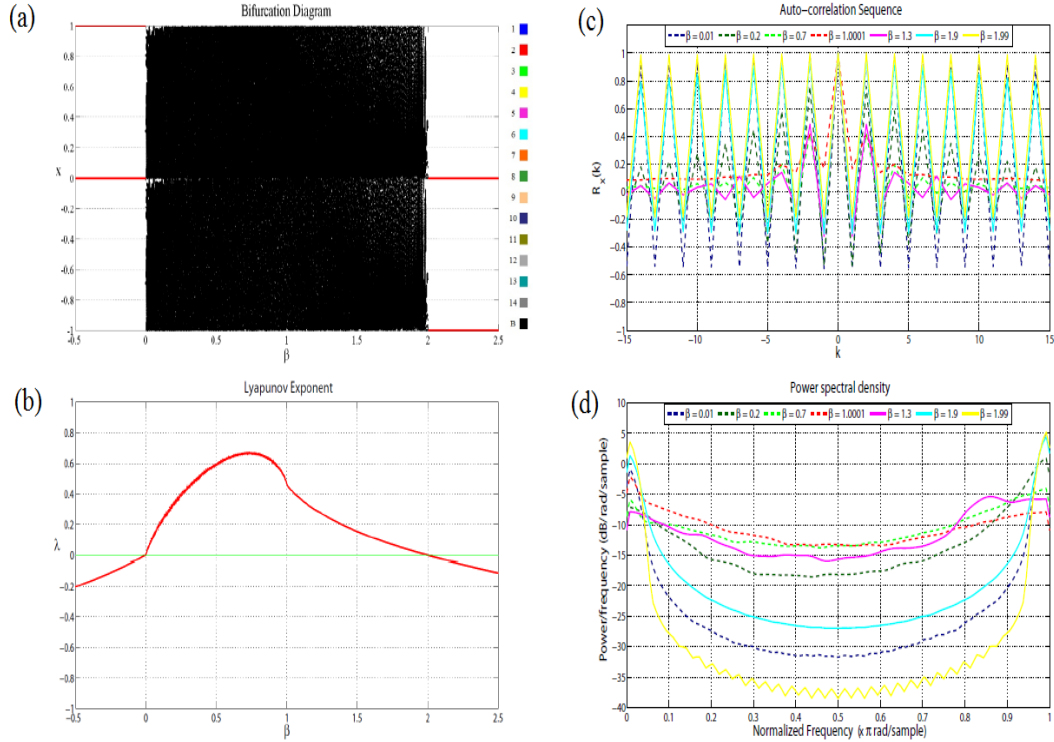 (a)
Bifurcation Diagram
1
0.8
0.6
0.4
0.2
x 0
-0.2
-0.4
-0.6
-0.8
-1
0 0.5 1 1.5 2 2.5
β
1
2
3
4
5
6
7
8
9
10
11
12
13
14
(b)
Lyapunov Exponent
1
0.8
0.6
0.4
0.2
λ 0
-0.2
-0.4
-0.6
-0.8
-1
-0.5 0 0.5 1 1.5 2 2.5
β
(c)
Auto-correlation Sequence
β = 0.01 β = 0.2 β = 0.7 β = 1.0001 β = 1.3 β = 1.9 β = 1.99
1
0.8
0.6
0.4
0.2
0
-0.2
-0.4
-0.6
-0.8
-1
R_x(k)
-15 -10 -5 0 5 10 15
k
(d)
Power spectral density
β = 0.01 β = 0.2 β = 0.7 β = 1.0001 β = 1.3 β = 1.9 β = 1.99
10
5
0
-5
-10
-15
-20
-25
-30
-35
-40
Power/frequency (dB/rad/sample)
0 0.1 0.2 0.3 0.4 0.5 0.6 0.7 0.8 0.9 1
Normalized Frequency (x π rad/sample)